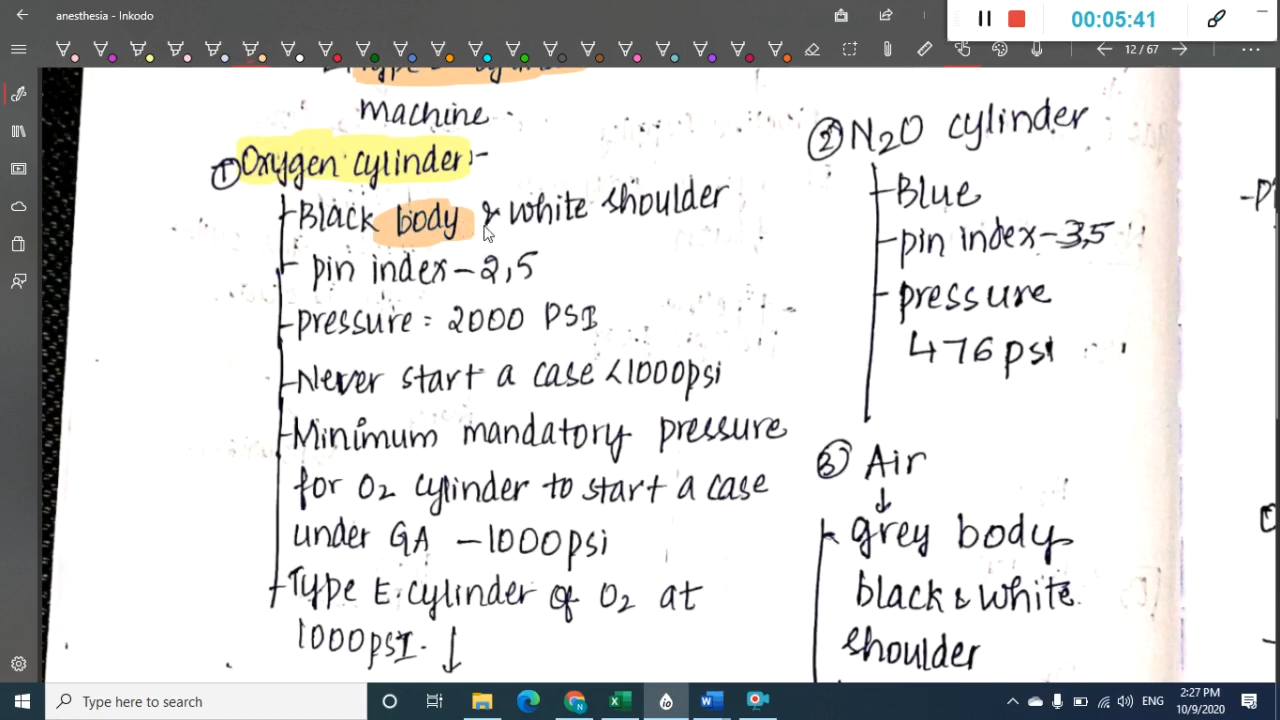 anesthesia - Inkodo
00:05:41
12 / 67
machine
① Oxygen cylinder :-
Black body & white shoulder
pin index - 2,5
pressure = 2000 PSI
Never start a case <1000psi
Minimum mandatory pressure
for O2 cylinder to start a case
under GA - 1000psi
Type E. cylinder of O2 at
1000psI. ↓
② N2O cylinder
Blue
pin index - 3,5
pressure
476 psi
③ Air
↓
grey body
black & white
shoulder
Type here to search
ENG
2:27 PM
10/9/2020